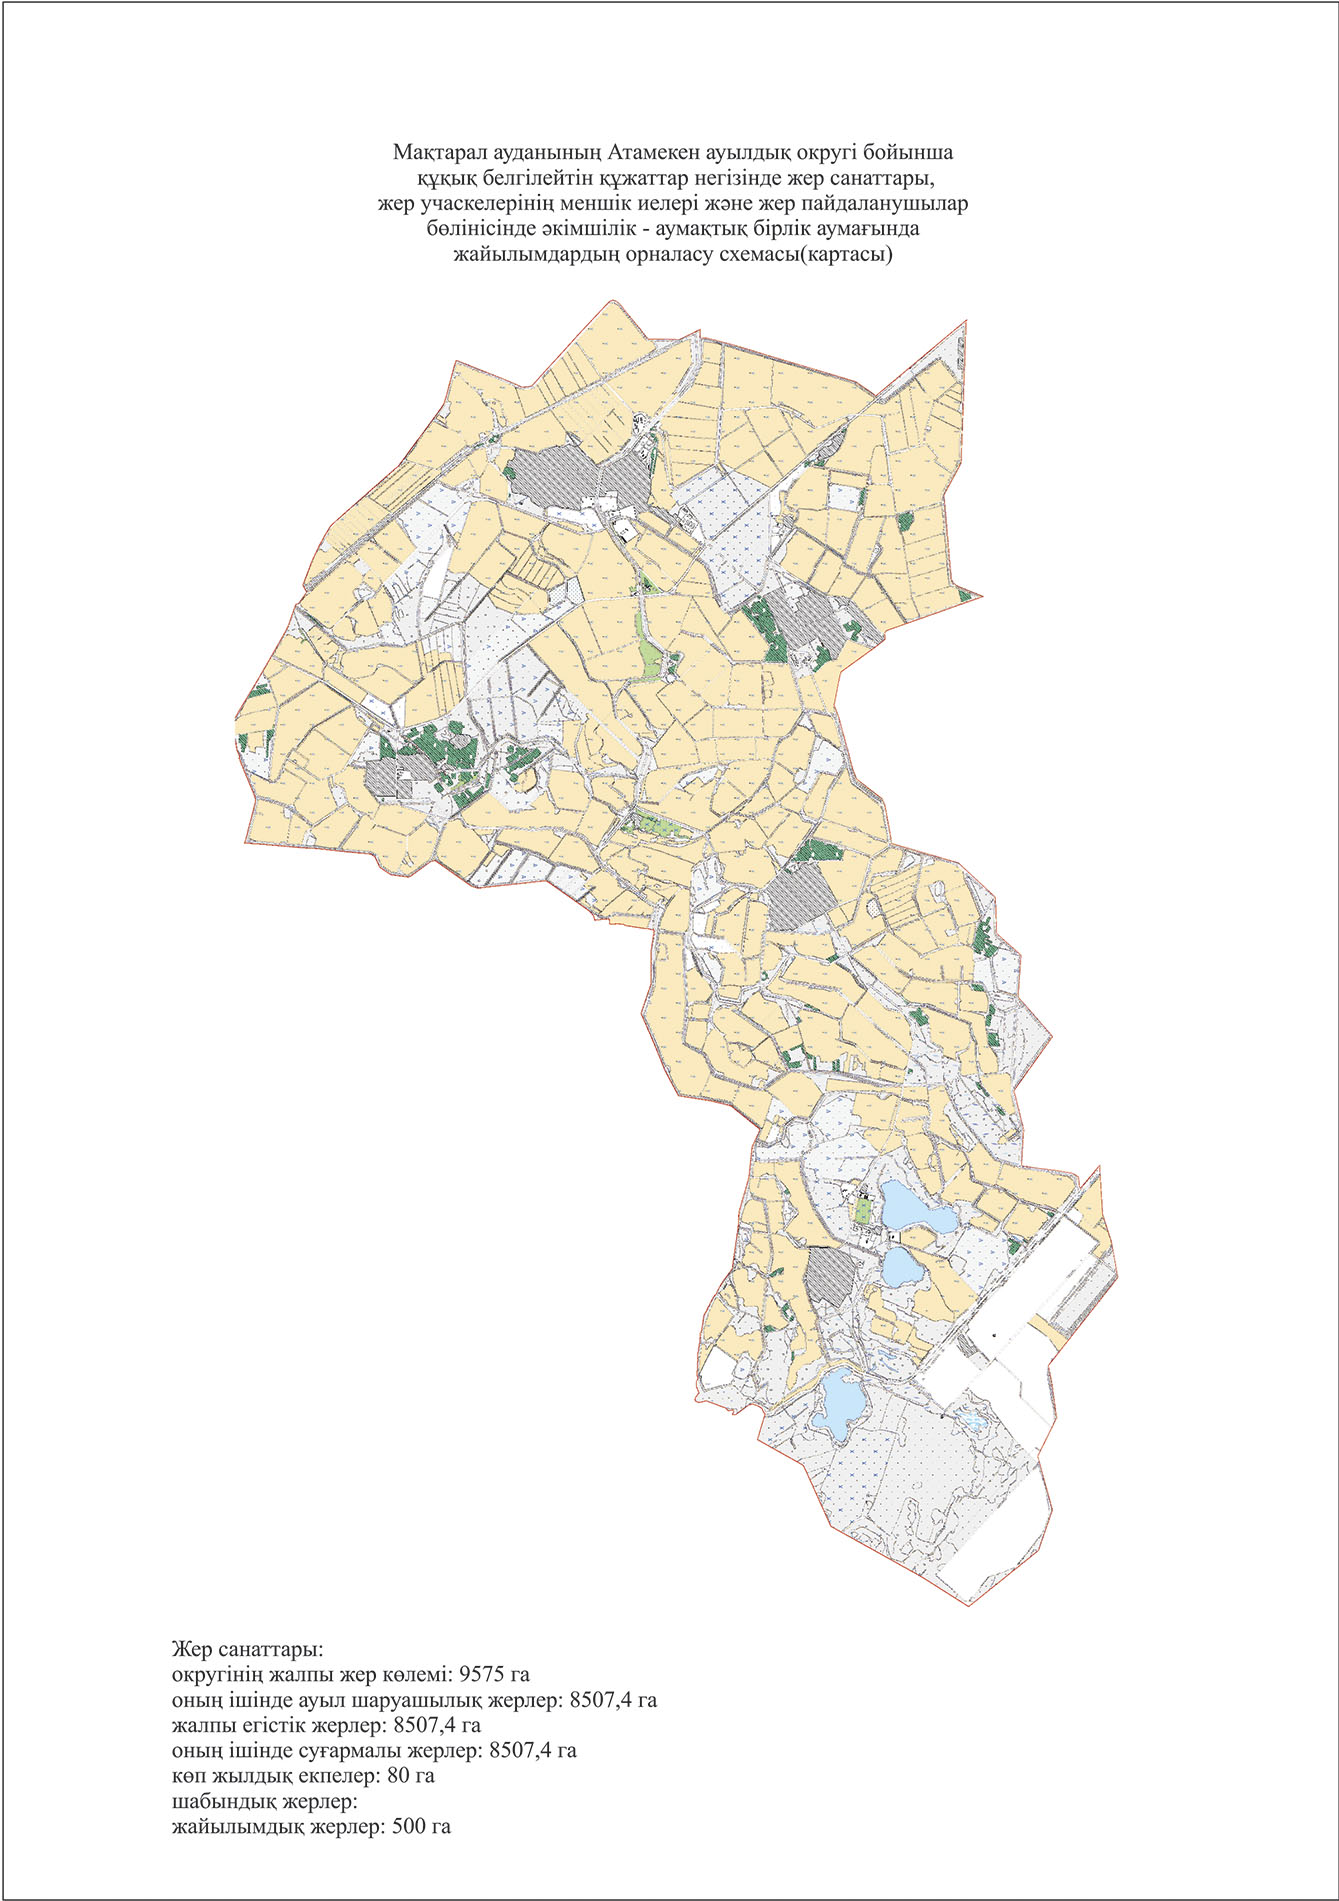 Мақтарал ауданының Атамекен ауылдық округі бойынша
құқық белгілейтін құжаттар негізінде жер санаттары,
жер учаскелерінің меншік иелері және жер пайдаланушылар
бөлінісінде әкімшілік - аумақтық бірлік аумағында
жайылымдардың орналасу схемасы(картасы)
Жер санаттары:
округінің жалпы жер көлемі: 9575 га
оның ішінде ауыл шаруашылық жерлер: 8507,4 га
жалпы егістік жерлер: 8507,4 га
оның ішінде суғармалы жерлер: 8507,4 га
көп жылдық екпелер: 80 га
шабындық жерлер:
жайылымдық жерлер: 500 га